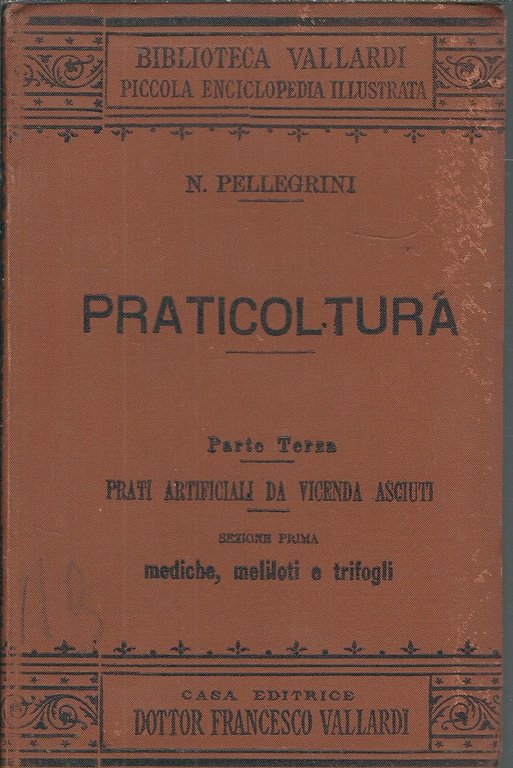 BIBLIOTECA VALLARDI
PICCOLA ENCICLOPEDIA ILLUSTRATA
N. PELLEGRINI
PRATICOLTURA
Parte Terza
PRATI ARTIFICIALI DA VICENDA ASCIUTI
SEZIONE PRIMA
mediche, meliloti e trifogli
CASA EDITRICE
DOTTOR FRANCESCO VALLARDI